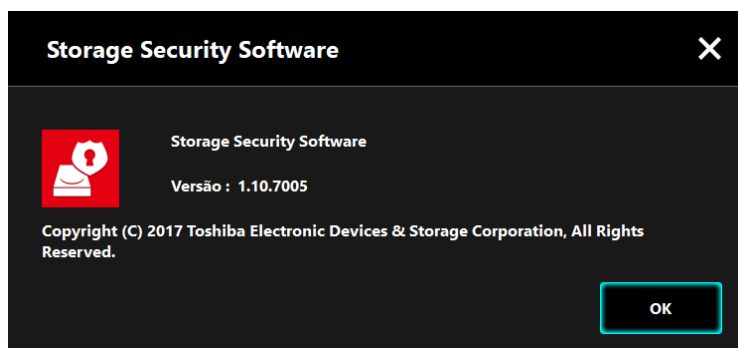 Storage Security Software
Storage Security Software
Versão : 1.10.7005
Copyright (C) 2017 Toshiba Electronic Devices & Storage Corporation, All Rights
Reserved.
OK